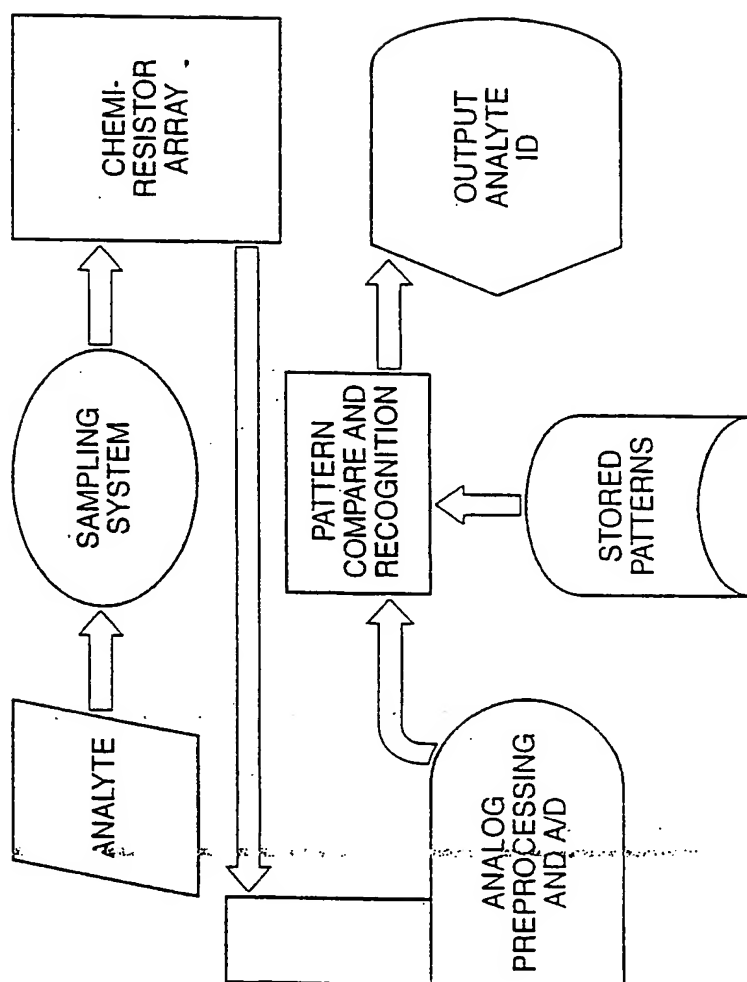 ANALYTE
SAMPLING
SYSTEM
CHEMI-
RESISTOR
ARRAY
ANALOG
PREPROCESSING
AND A/D
PATTERN
COMPARE AND
RECOGNITION
STORED
PATTERNS
OUTPUT
ANALYTE
ID